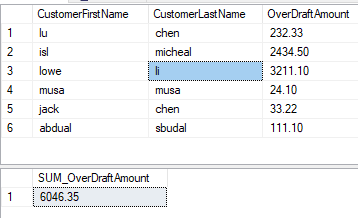 CustomerFirstName CustomerLastName OverDraftAmount
1 lu chen 232.33
2 isl micheal 2434.50
3 lowe li 3211.10
4 musa musa 24.10
5 jack chen 33.22
6 abdual sbudal 111.10
SUM_OverDraftAmount
1 6046.35